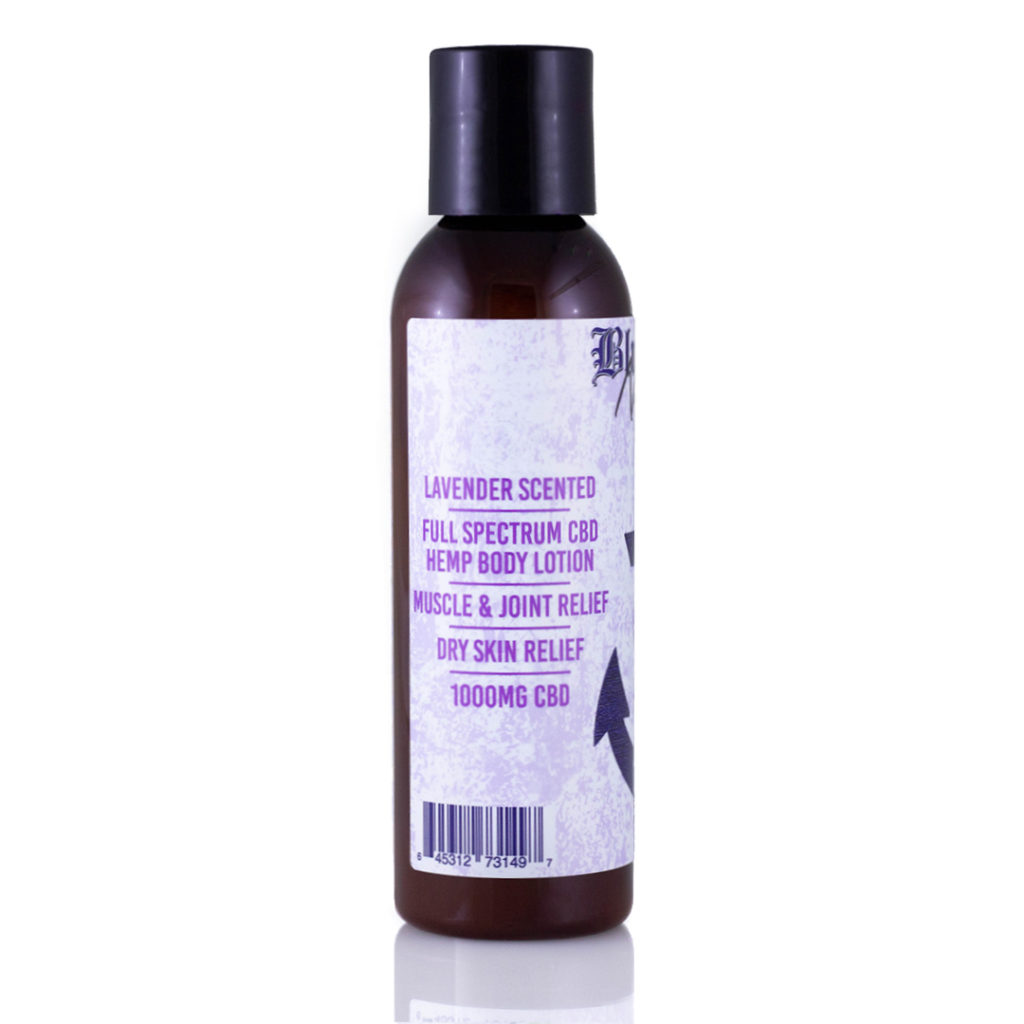 LAVENDER SCENTED
FULL SPECTRUM CBD
HEMP BODY LOTION
MUSCLE & JOINT RELIEF
DRY SKIN RELIEF
1000MG CBD
6 45312 73149 7